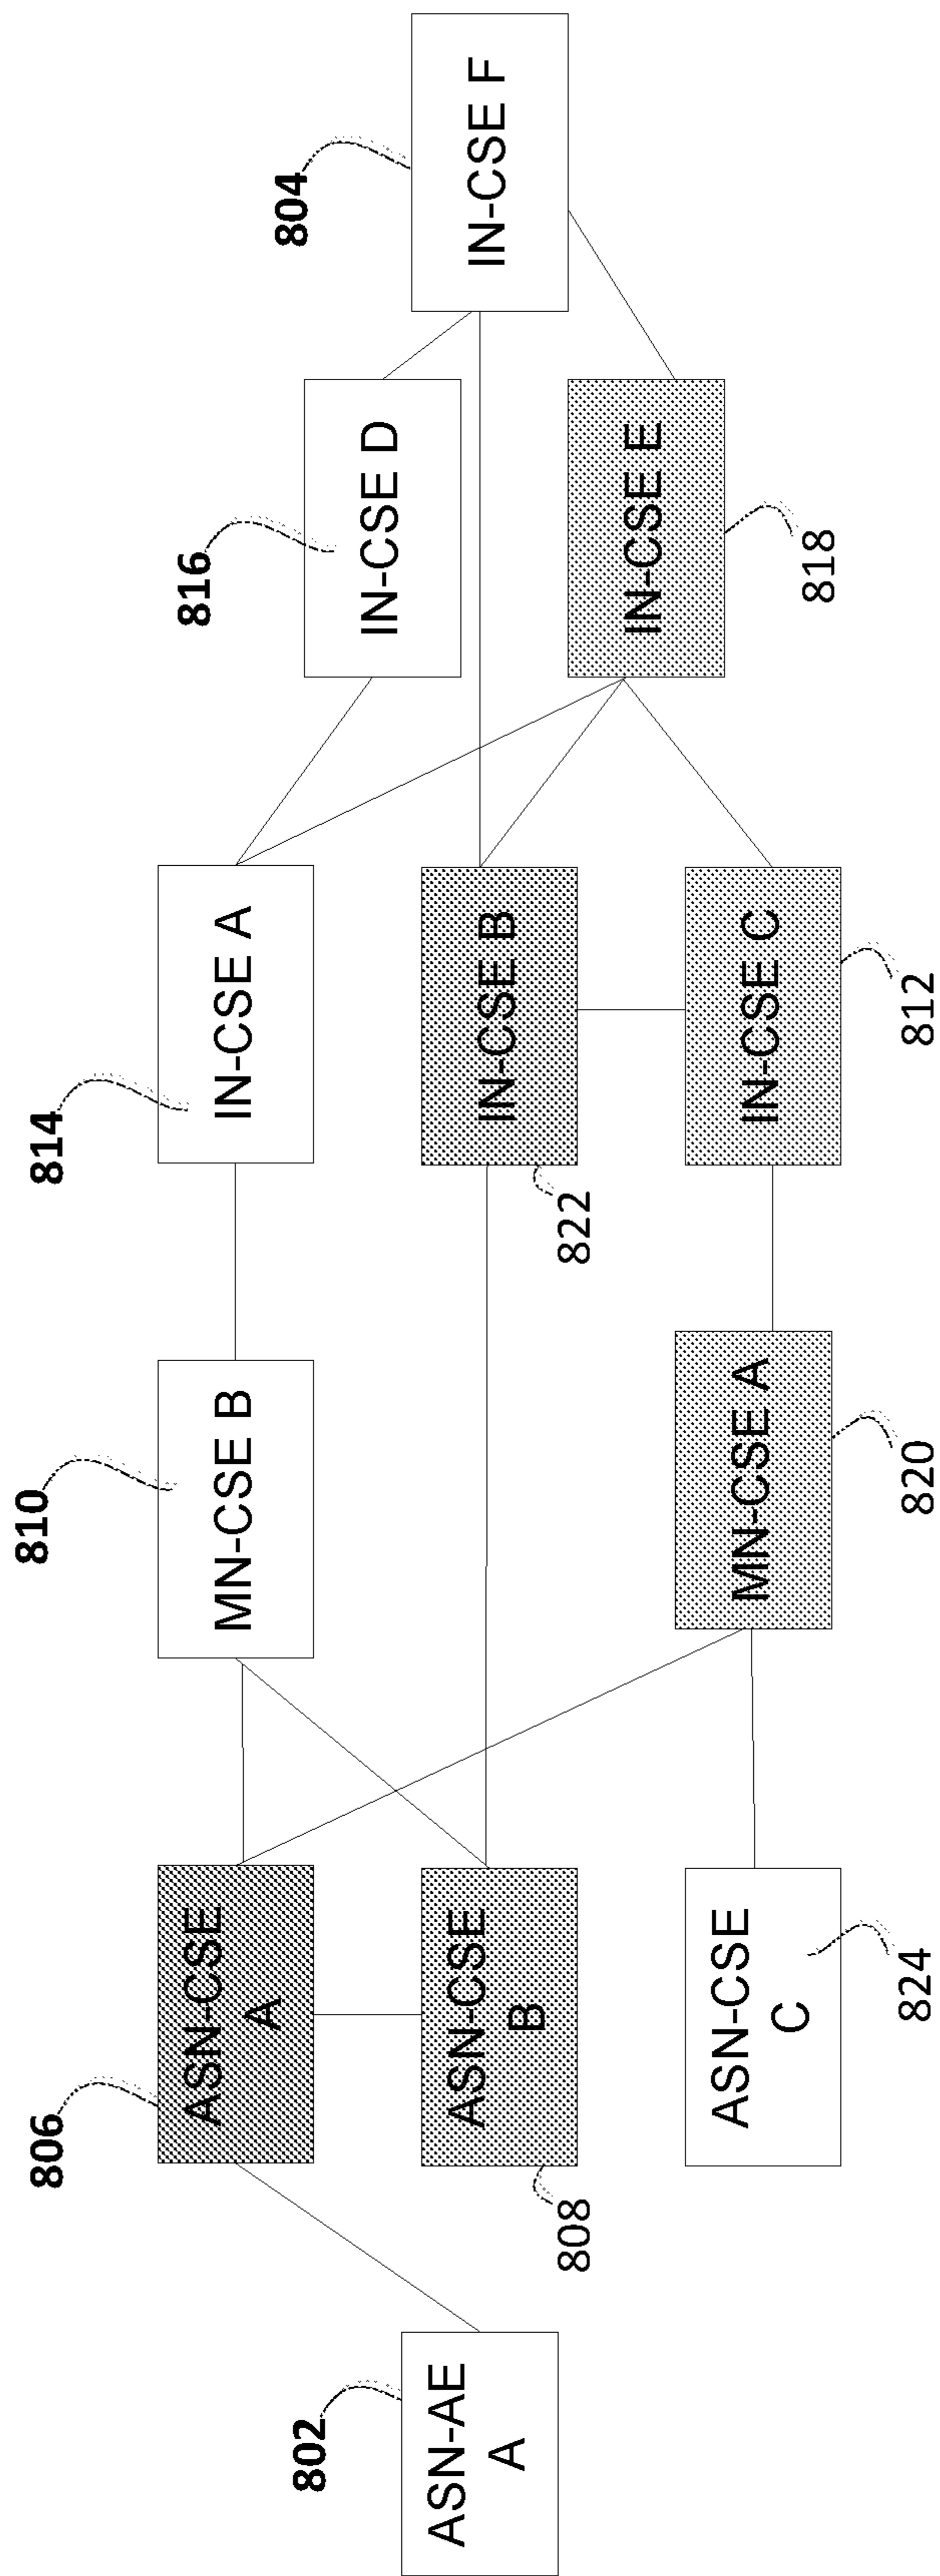 804
IN-CSE F
816
IN-CSE D
IN-CSE E
818
814
IN-CSE A
IN-CSE B
822
IN-CSE C
812
810
MN-CSE B
MN-CSE A
820
806
ASN-CSE
A
ASN-CSE
B
808
ASN-CSE
C
824
802
ASN-AE
A